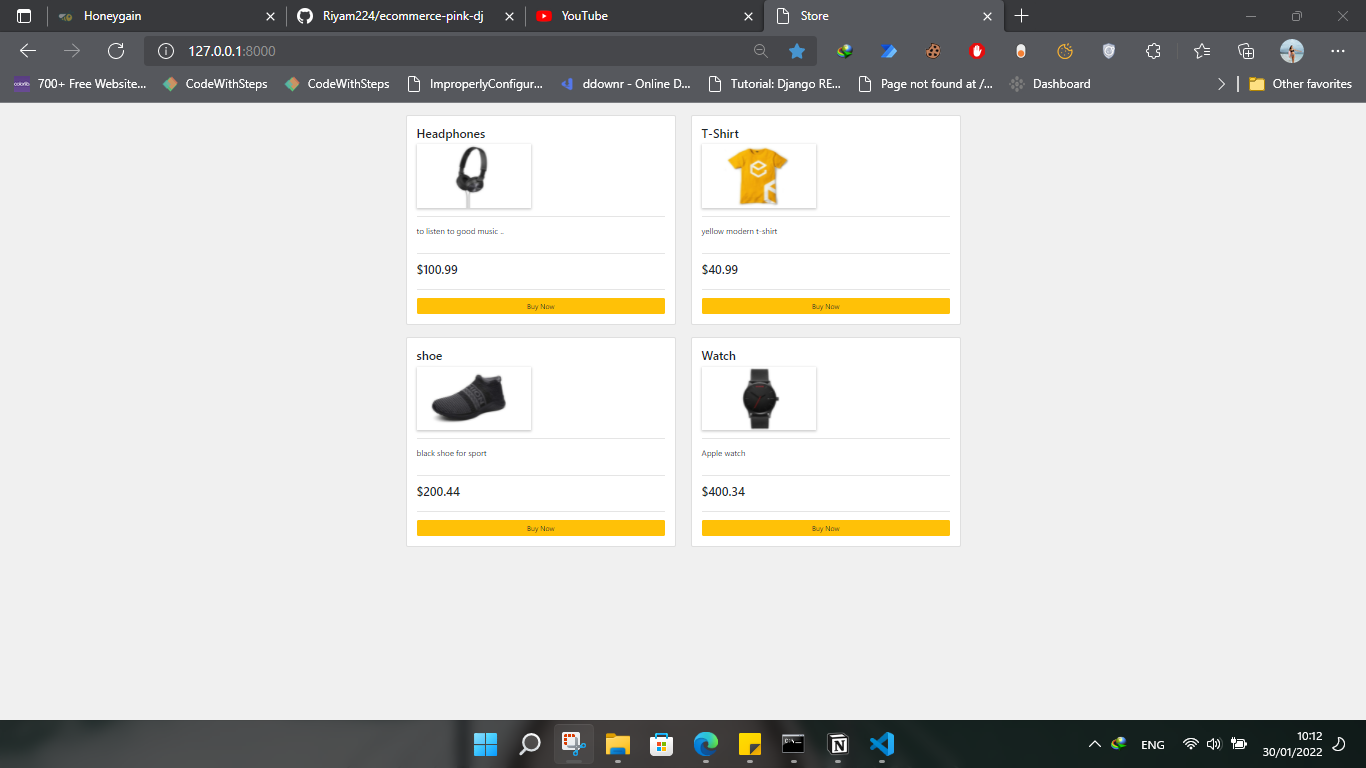 Honeygain
Riyam224/ecommerce-pink-dj
YouTube
Store
127.0.0.1:8000
700+ Free Website...
CodeWithSteps
CodeWithSteps
ImproperlyConfigur...
ddownr - Online D...
Tutorial: Django RE...
Page not found at /...
Dashboard
Other favorites
Headphones
to listen to good music ..
$100.99
Buy Now
T-Shirt
yellow modern t-shirt
$40.99
Buy Now
shoe
black shoe for sport
$200.44
Buy Now
Watch
Apple watch
$400.34
Buy Now
ENG
10:12
30/01/2022